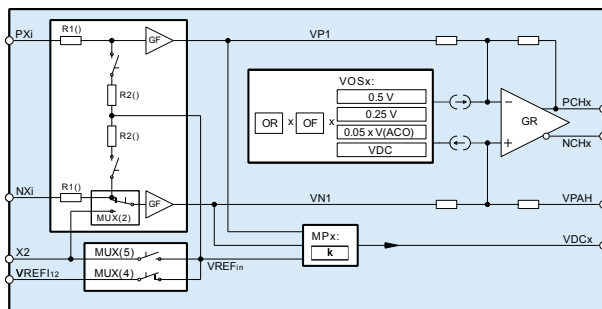 PXi
R1()
GF
VP1
R2()
R2()
VOSx:
0.5 V
0.25 V
OR x OF x
0.05 x V(ACO)
VDC
−
GR
+
PCHx
NCHx
NXi
R1()
MUX(2)
GF
VN1
VPAH
X2
MUX(5)
MPx:
k
VDCx
VREFI12
MUX(4)
VREFin